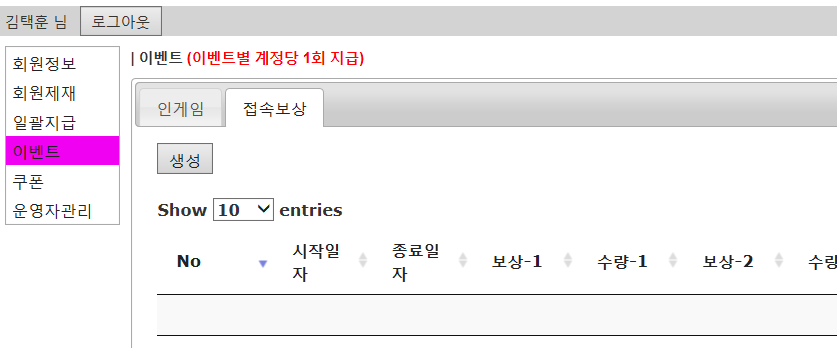 김택훈 님 로그아웃
회원정보
회원제재
일괄지급
이벤트
쿠폰
운영자관리
| 이벤트 (이벤트별 계정당 1회 지급)
인게임 접속보상
생성
Show 10 entries
No 시작일자 종료일자 보상-1 수량-1 보상-2